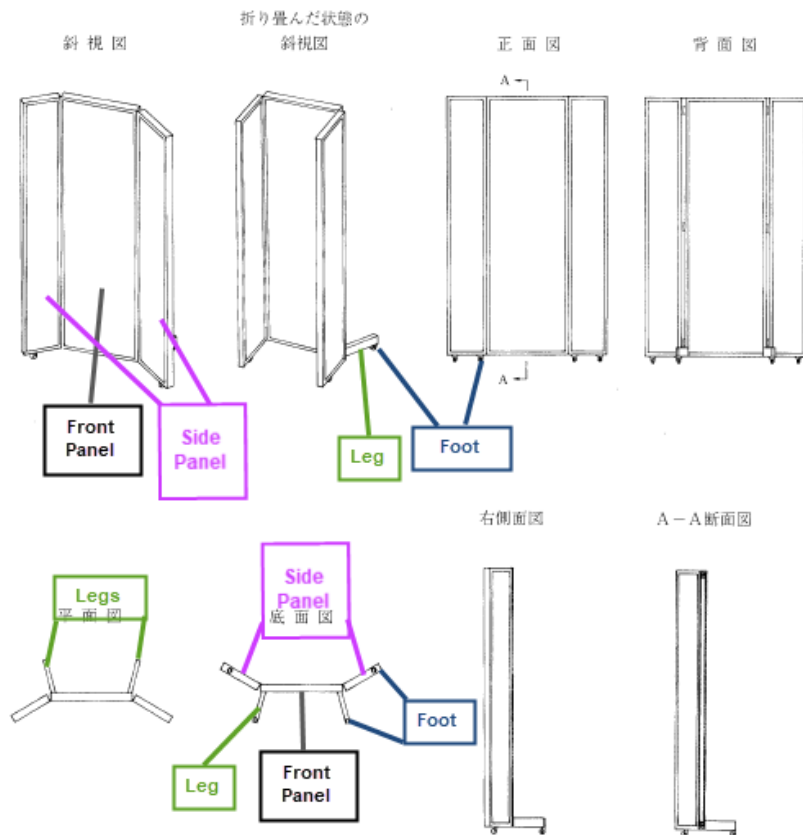 折り畳んだ状態の
斜 視 図
斜視図
正 面 図
背 面 図
A
A
Front
Panel
Side
Panel
Leg
Foot
右側面図
A－A断面図
Legs
平 面 図
Side
Panel
底 面 図
Foot
Leg
Front
Panel